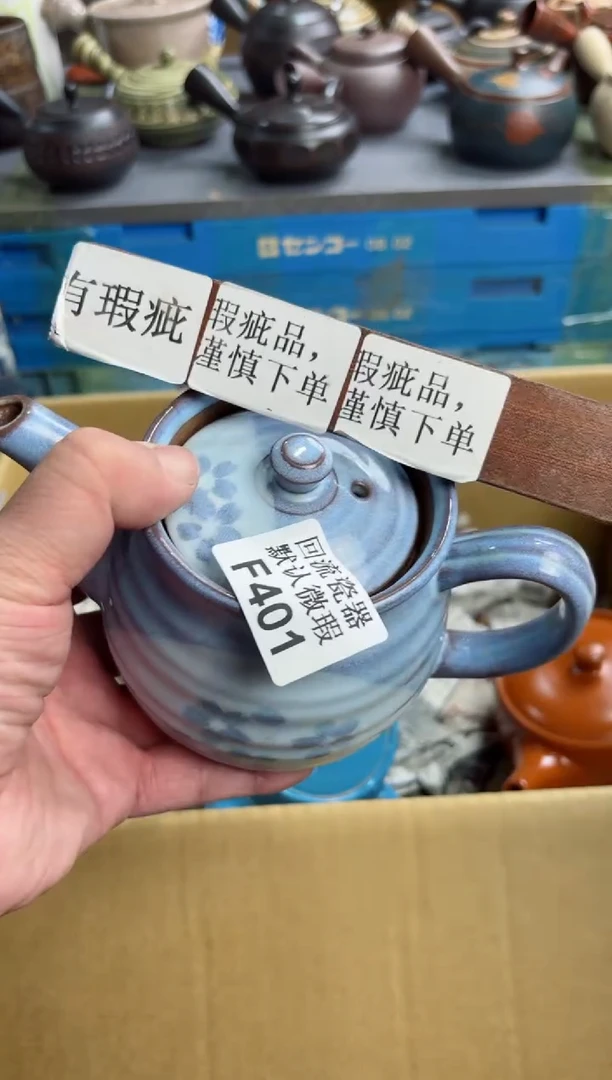 センコー
有瑕疵
瑕疵品，
谨慎下单
瑕疵品，
谨慎下单
回流瓷器
默认微瑕
F401